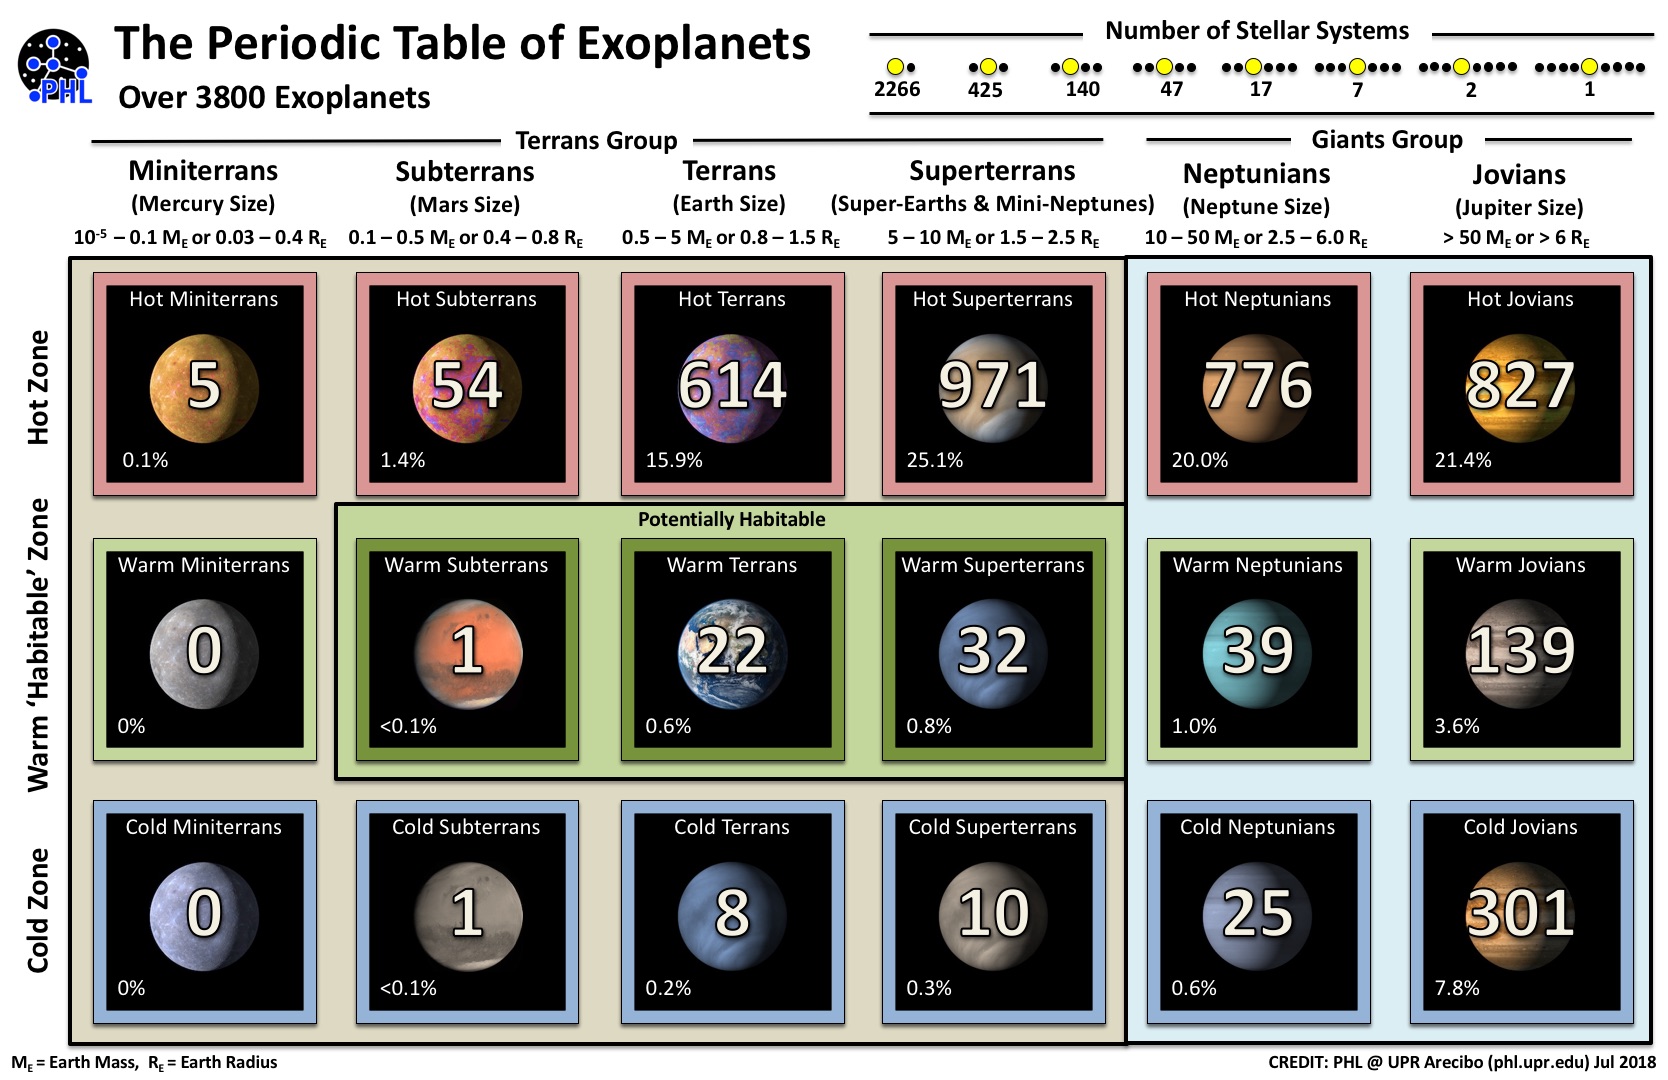 PHL
The Periodic Table of Exoplanets
Over 3800 Exoplanets
Number of Stellar Systems
2266 425 140 47 17 7 2 1
Terrans Group
Giants Group
Miniterrans
(Mercury Size)
10⁻⁵ – 0.1 M_E or 0.03 – 0.4 R_E
Subterrans
(Mars Size)
0.1 – 0.5 M_E or 0.4 – 0.8 R_E
Terrans
(Earth Size)
0.5 – 5 M_E or 0.8 – 1.5 R_E
Superterrans
(Super-Earths & Mini-Neptunes)
5 – 10 M_E or 1.5 – 2.5 R_E
Neptunians
(Neptune Size)
10 – 50 M_E or 2.5 – 6.0 R_E
Jovians
(Jupiter Size)
> 50 M_E or > 6 R_E
Hot Zone
Hot Miniterrans
5
0.1%
Hot Subterrans
54
1.4%
Hot Terrans
614
15.9%
Hot Superterrans
971
25.1%
Hot Neptunians
776
20.0%
Hot Jovians
827
21.4%
Warm ‘Habitable’ Zone
Potentially Habitable
Warm Miniterrans
0
0%
Warm Subterrans
1
<0.1%
Warm Terrans
22
0.6%
Warm Superterrans
32
0.8%
Warm Neptunians
39
1.0%
Warm Jovians
139
3.6%
Cold Zone
Cold Miniterrans
0
0%
Cold Subterrans
1
<0.1%
Cold Terrans
8
0.2%
Cold Superterrans
10
0.3%
Cold Neptunians
25
0.6%
Cold Jovians
301
7.8%
M_E = Earth Mass, R_E = Earth Radius
CREDIT: PHL @ UPR Arecibo (phl.upr.edu) Jul 2018